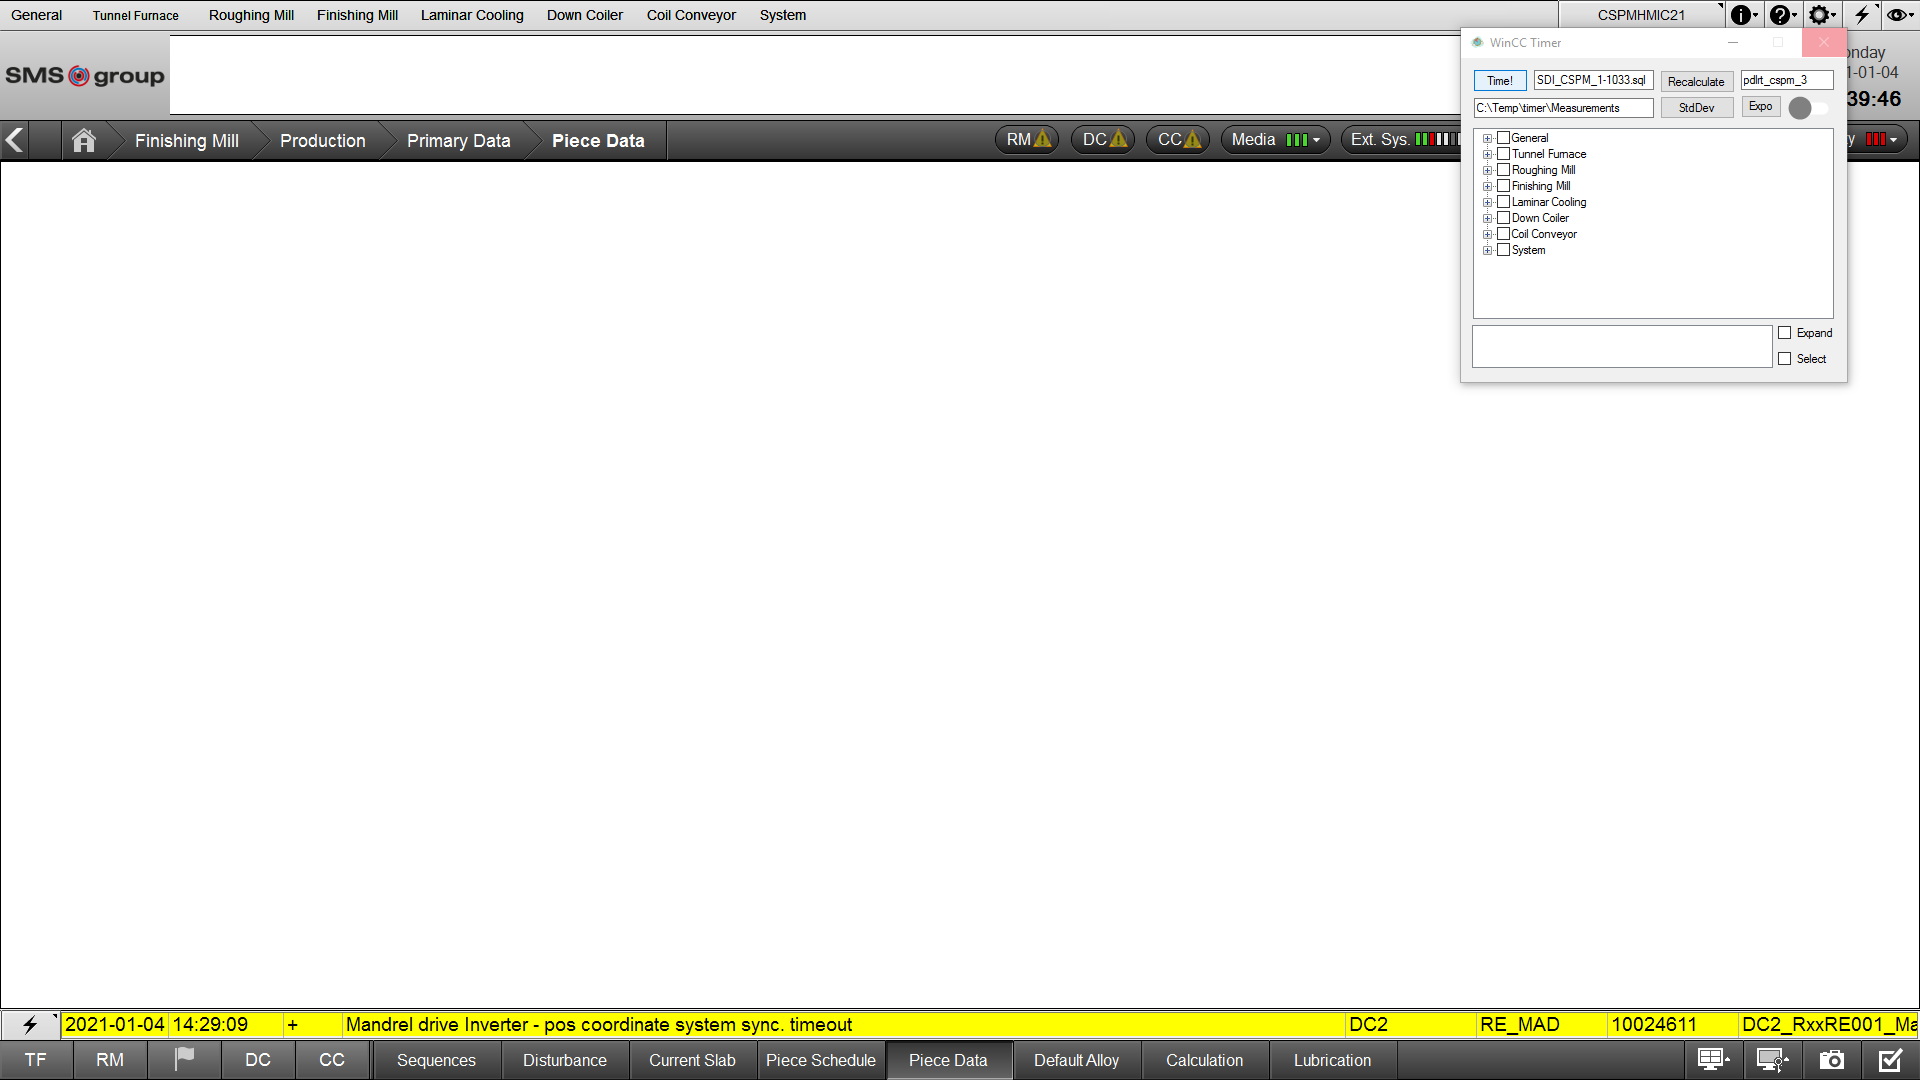 General Tunnel Furnace Roughing Mill Finishing Mill Laminar Cooling Down Coiler Coil Conveyor System CSPMHMIC21
SMS group
WinCC Timer
Time! SDI_CSPM_1-1033.sql Recalculate pdlrt_cspm_3
C:\Temp\timer\Measurements StdDev Expo
General
Tunnel Furnace
Roughing Mill
Finishing Mill
Laminar Cooling
Down Coiler
Coil Conveyor
System
Expand
Select
nday
1-01-04
39:46
Finishing Mill Production Primary Data Piece Data RM DC CC Media Ext. Sys. y
2021-01-04 14:29:09 + Mandrel drive Inverter - pos coordinate system sync. timeout DC2 RE_MAD 10024611 DC2_RxxRE001_Ma
TF RM DC CC Sequences Disturbance Current Slab Piece Schedule Piece Data Default Alloy Calculation Lubrication